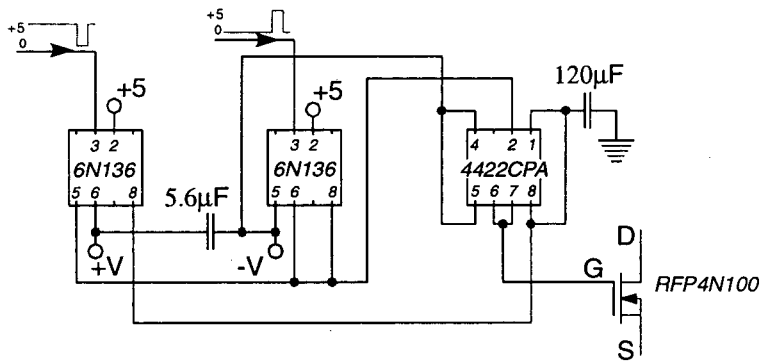 +5
0
+5
0
+5
+5
3 2
6N136
5 6 8
3 2
6N136
5 6 8
4 2 1
4422CPA
5 6 7 8
120µF
5.6µF
+V
-V
D
G
RFP4N100
S